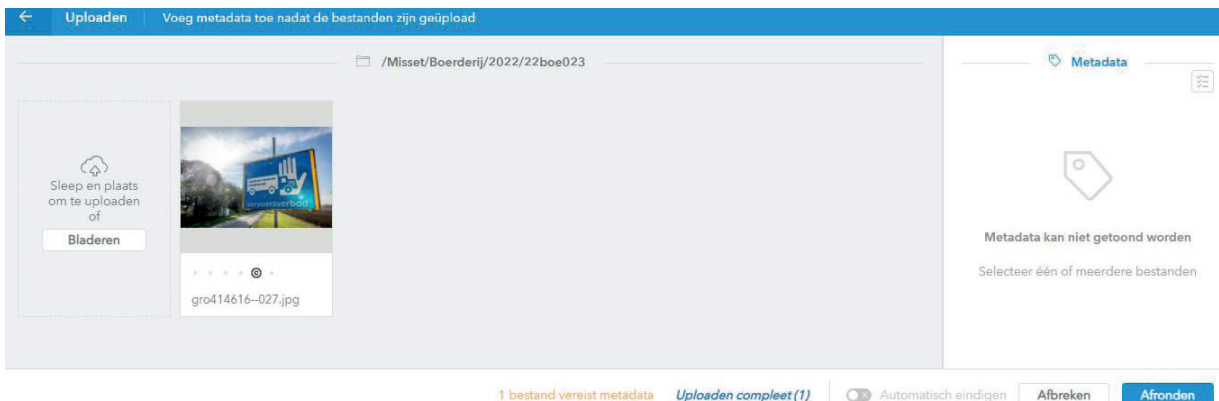 Uploaden Voeg metadata toe nadat de bestanden zijn geüpload
/Misset/Boerderij/2022/22boe023
Metadata
Sleep en plaats
om te uploaden
of
Bladeren
vervoersverbod
gro414616--027.jpg
Metadata kan niet getoond worden
Selecteer één of meerdere bestanden
1 bestand vereist metadata Uploaden compleet (1) Automatisch eindigen Afbreken Afronden